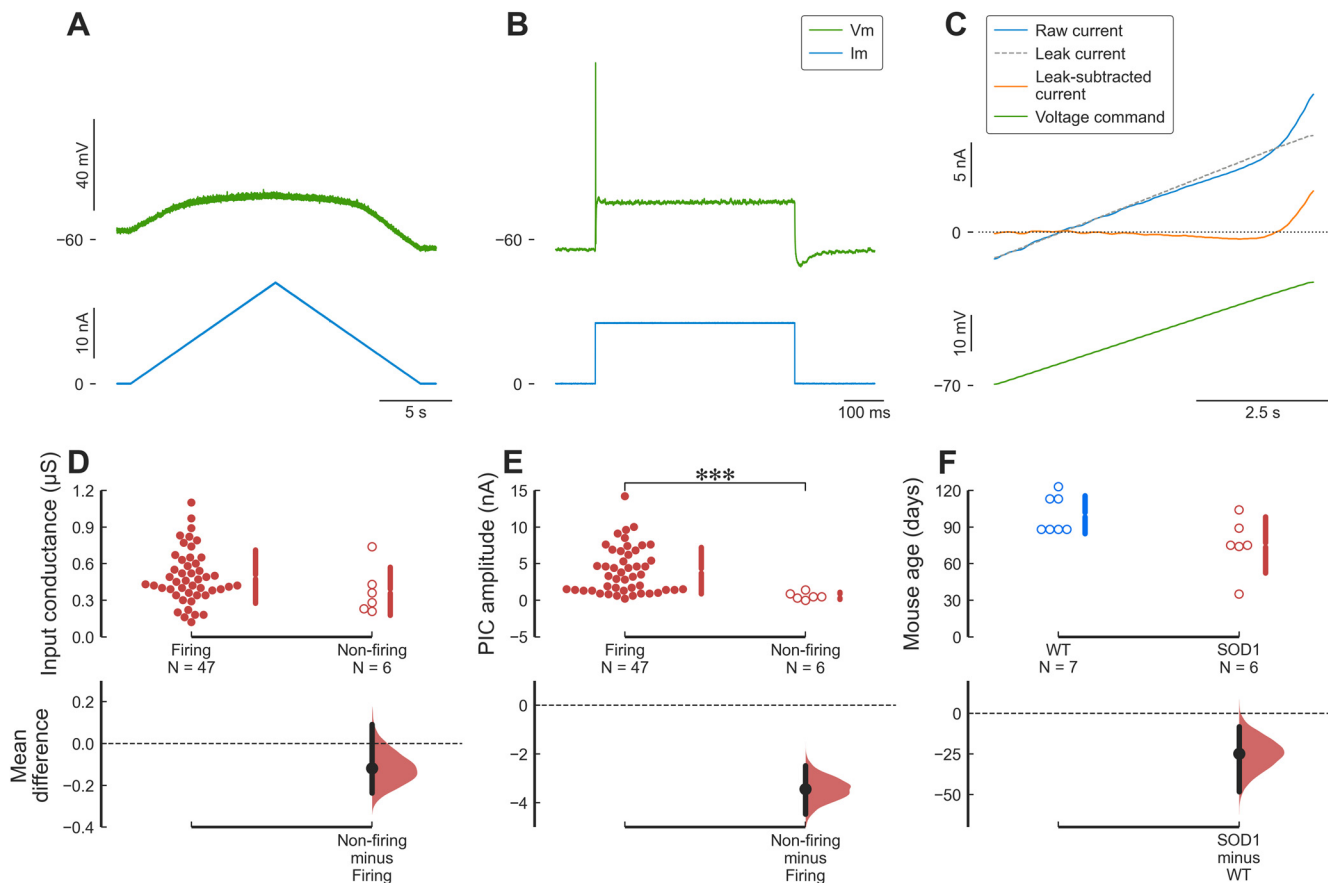 A
40 mV
−60
10 nA
0
5 s
B
Vm
Im
−60
0
100 ms
C
Raw current
Leak current
Leak-subtracted
current
Voltage command
5 nA
0
10 mV
−70
2.5 s
D
Input conductance (µS)
1.2
0.9
0.6
0.3
0.0
Firing
N = 47
Non-firing
N = 6
Mean
difference
0.2
0.0
−0.2
−0.4
Non-firing
minus
Firing
E
PIC amplitude (nA)
15
10
5
0
−5
***
Firing
N = 47
Non-firing
N = 6
0
−2
−4
Non-firing
minus
Firing
F
Mouse age (days)
120
90
60
30
0
WT
N = 7
SOD1
N = 6
0
−25
−50
SOD1
minus
WT